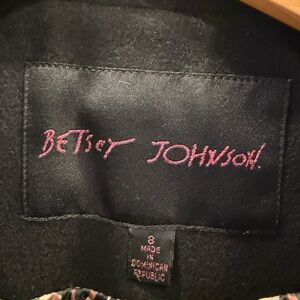 BETSEY JOHNSON.
8
MADE
IN
DOMINICAN
REPUBLIC